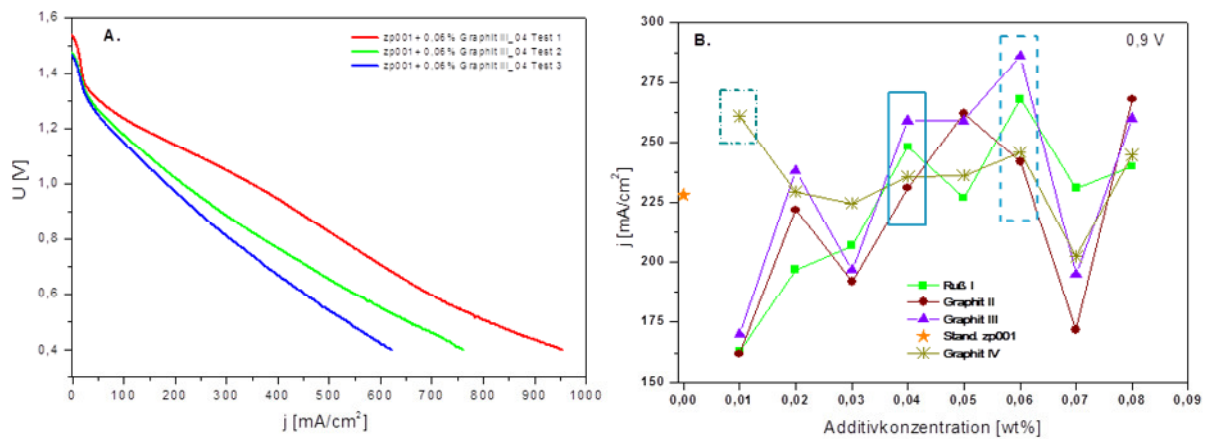 A.
zp001+ 0.06% Graphit III_04 Test 1
zp001+ 0.06% Graphit III_04 Test 2
zp001+ 0.06% Graphit III_04 Test 3
1,6
1,4
1,2
1,0
0,8
0,6
0,4
U [V]
0 100 200 300 400 500 600 700 800 900 1000
j [mA/cm²]
B.
0,9 V
300
275
250
225
200
175
150
j [mA/cm²]
Ruß I
Graphit II
Graphit III
Stand. zp001
Graphit IV
0,00 0,01 0,02 0,03 0,04 0,05 0,06 0,07 0,08 0,09
Additivkonzentration [wt%]